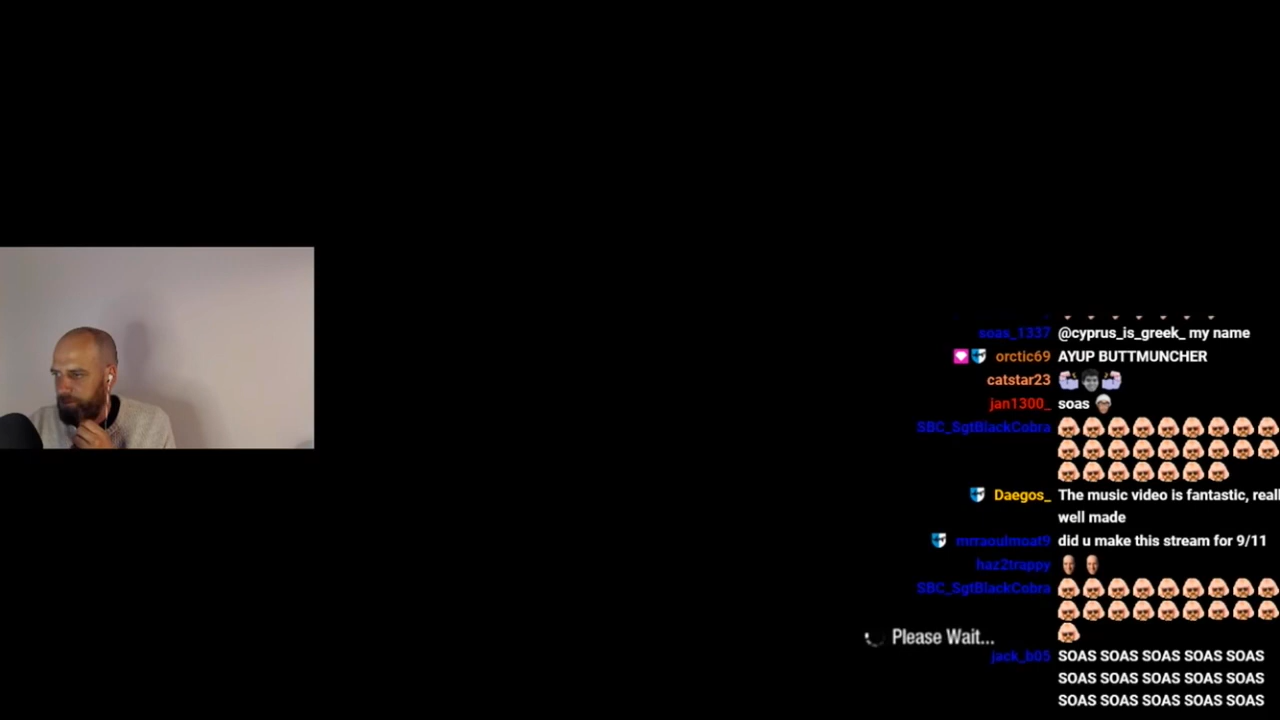 soas_1337 @cyprus_is_greek_ my name
orctic69 AYUP BUTTMUNCHER
catstar23
jan1300_ soas
SBC_SgtBlackCobra
Daegos_ The music video is fantastic,
well made
mrraoulmoat9 did u make this stream for 9/11
haz2trappy
SBC_SgtBlackCobra
Please Wait...
jack_b05 SOAS SOAS SOAS SOAS SOAS
SOAS SOAS SOAS SOAS SOAS
SOAS SOAS SOAS SOAS SOAS